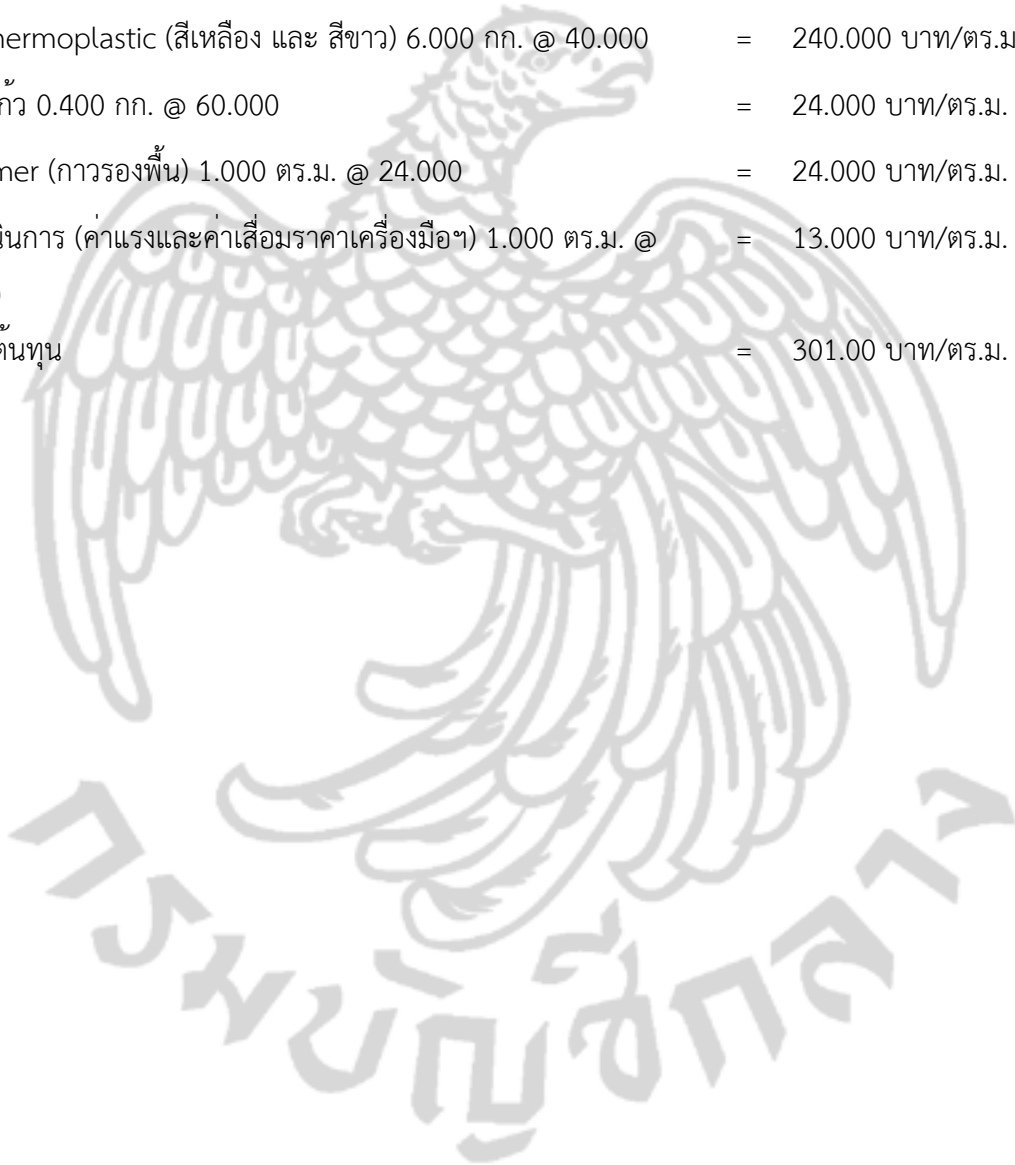 hermoplastic (สีเหลือง และ สีขาว) 6.000 กก. @ 40.000 = 240.000 บาท/ตร.ม
ก้ว 0.400 กก. @ 60.000 = 24.000 บาท/ตร.ม.
mer (กาวรองพื้น) 1.000 ตร.ม. @ 24.000 = 24.000 บาท/ตร.ม.
นินการ (ค่าแรงและค่าเสื่อมราคาเครื่องมือฯ) 1.000 ตร.ม. @ = 13.000 บาท/ตร.ม.
ต้นทุน = 301.00 บาท/ตร.ม.
กรมบัญชีกลาง